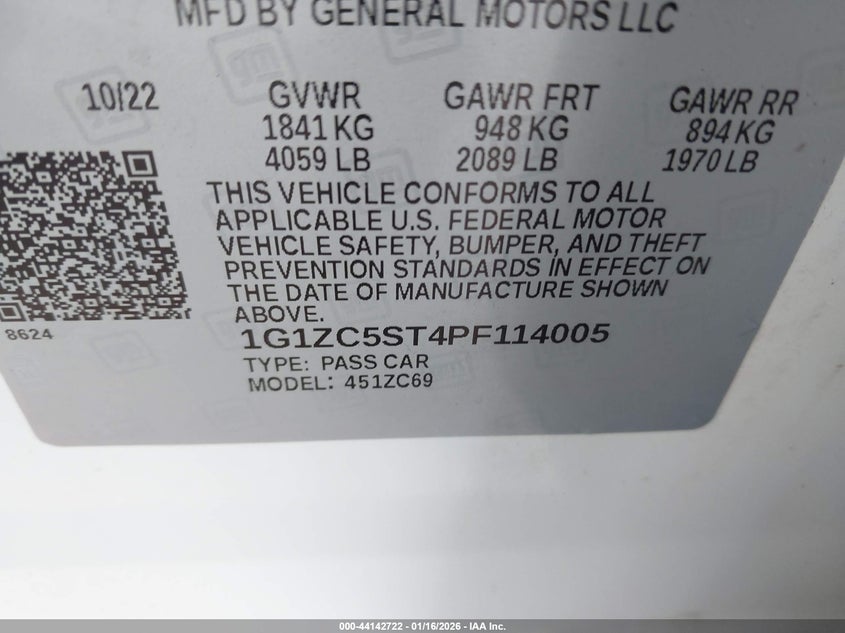 MFD BY GENERAL MOTORS LLC
10/22 GVWR GAWR FRT GAWR RR
1841 KG 948 KG 894 KG
4059 LB 2089 LB 1970 LB
THIS VEHICLE CONFORMS TO ALL
APPLICABLE U.S. FEDERAL MOTOR
VEHICLE SAFETY, BUMPER, AND THEFT
PREVENTION STANDARDS IN EFFECT ON
THE DATE OF MANUFACTURE SHOWN
ABOVE.
8624
1G1ZC5ST4PF114005
TYPE: PASS CAR
MODEL: 451ZC69
000-44142722 - 01/16/2026 - IAA Inc.